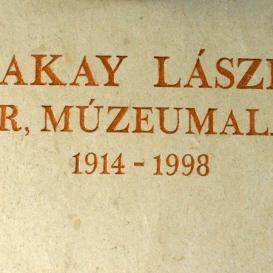 AKAY LÁSZ
R, MÚZEUMAL
1914 - 1998